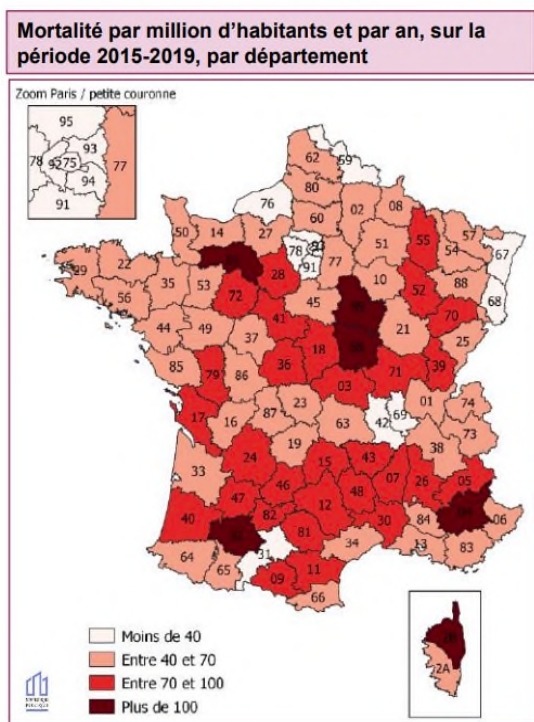 Mortalité par million d’habitants et par an, sur la
période 2015-2019, par département
Zoom Paris / petite couronne
95
78 92 75 93 77
94
91
62 59
80
76 60 02 08
50 14 27 55 57 67
78 93 51 54
91 77
22 28 10 88 68
35 53 72 52
56 45 70
41 21 25
44 49 37 18
36 71 39
85 79 86 03
17 23 01 74
16 87 63 42 69
19 73
24 38
33 15 43
46 07 26 05
47 48
40 82 12 84 06
81 30
34 13 83
64 65 31
09 11
66
2A
Moins de 40
Entre 40 et 70
Entre 70 et 100
Plus de 100